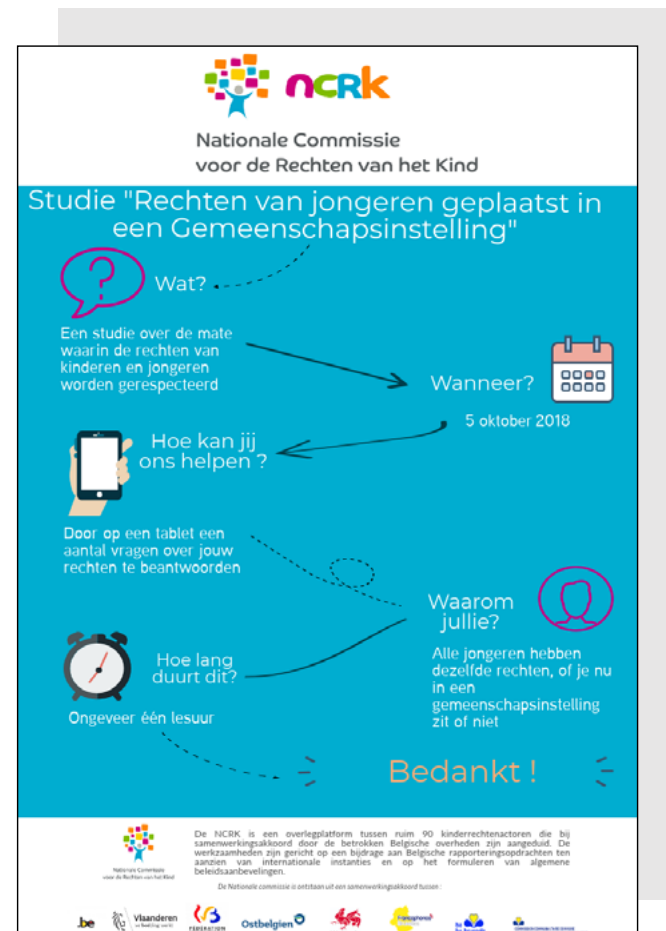 ncrk
Nationale Commissie
voor de Rechten van het Kind
Studie "Rechten van jongeren geplaatst in
een Gemeenschapsinstelling"
Wat?
Een studie over de mate
waarin de rechten van
kinderen en jongeren
worden gerespecteerd
Wanneer?
5 oktober 2018
Hoe kan jij
ons helpen ?
Door op een tablet een
aantal vragen over jouw
rechten te beantwoorden
Waarom
jullie?
Alle jongeren hebben
dezelfde rechten, of je nu
in een
gemeenschapsinstelling
zit of niet
Hoe lang
duurt dit?
Ongeveer één lesuur
Bedankt !
De NCRK is een overlegplatform tussen ruim 90 kinderrechtenactoren die bij
samenwerkingsakkoord door de betrokken Belgische overheden zijn aangeduid. De
werkzaamheden zijn gericht op een bijdrage aan Belgische rapporteringsopdrachten ten
aanzien van internationale instanties en op het formuleren van algemene
beleidsaanbevelingen.
Nationale Commissie
voor de Rechten van het Kind
De Nationale commissie is ontstaan uit een samenwerkingsakkoord tussen :
.be
Vlaanderen
FÉDÉRATION
Ostbelgien